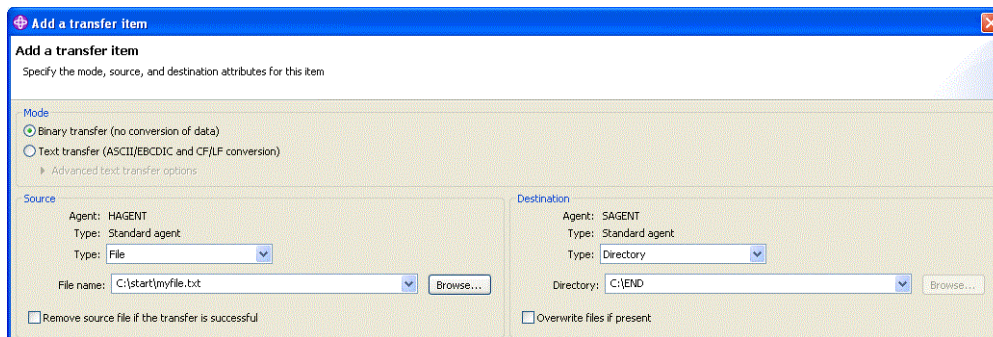 Add a transfer item
Add a transfer item
Specify the mode, source, and destination attributes for this item
Mode
Binary transfer (no conversion of data)
Text transfer (ASCII/EBCDIC and CF/LF conversion)
Advanced text transfer options
Source
Agent: HAGENT
Type: Standard agent
Type: File
File name: C:\start\myfile.txt Browse...
Remove source file if the transfer is successful
Destination
Agent: SAGENT
Type: Standard agent
Type: Directory
Directory: C:\END Browse...
Overwrite files if present